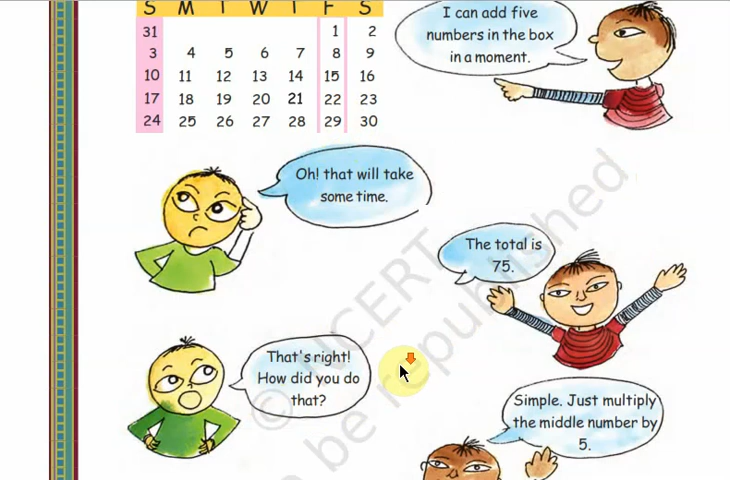 S M T W T F S
31 1 2
3 4 5 6 7 8 9
10 11 12 13 14 15 16
17 18 19 20 21 22 23
24 25 26 27 28 29 30
I can add five
numbers in the box
in a moment.
Oh! that will take
some time.
The total is
75.
That's right!
How did you do
that?
Simple. Just multiply
the middle number by
5.
© NCERT
be republished